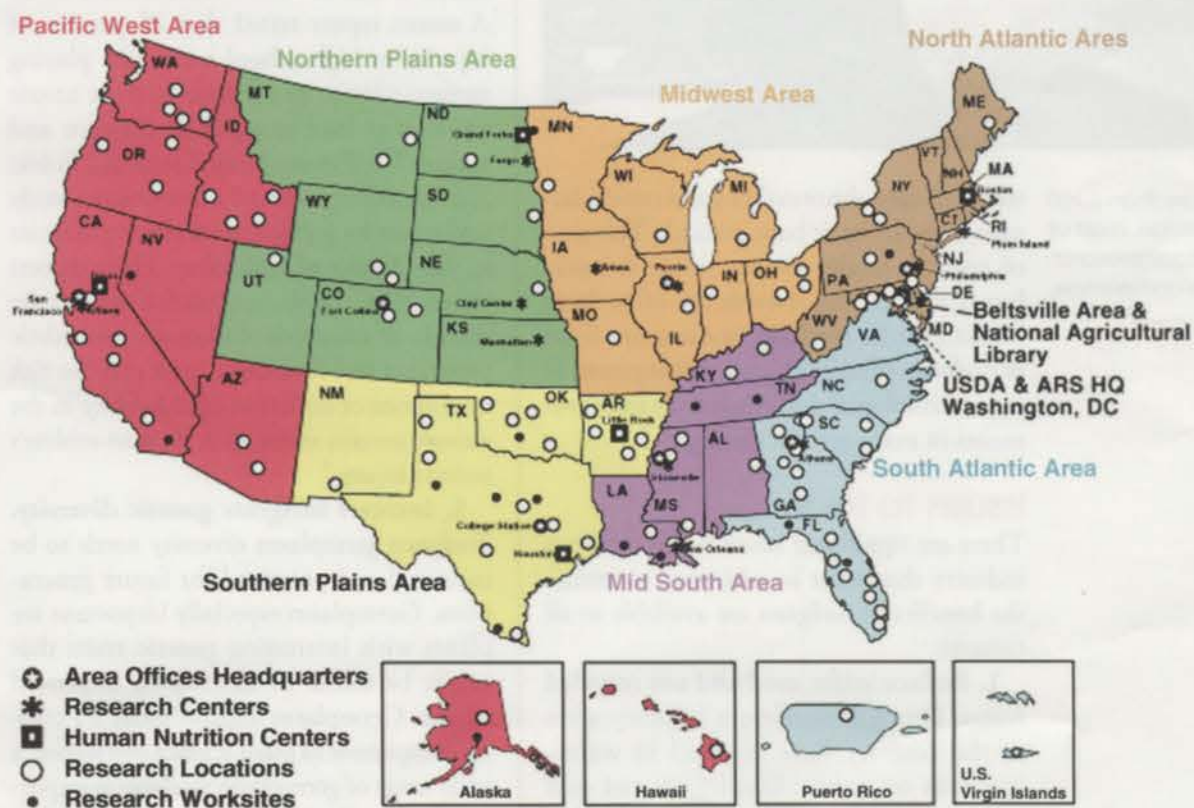 Pacific West Area
Northern Plains Area
Midwest Area
North Atlantic Ares
WA
MT
ND
MN
ME
Grand Forks
Fargo
OR
ID
SD
WI
MI
VT
NH
MA
Boston
NY
CT
RI
Plum Island
WY
CA
NV
IA
Ames
NE
Clay Center
PA
NJ
Philadelphia
DE
MD
UT
CO
Fort Collins
Peoria
IN
OH
IL
WV
VA
San Francisco
Albany
KS
Manhattan
MO
Beltsville Area &
National Agricultural
Library
USDA & ARS HQ
Washington, DC
KY
TN
NC
AZ
NM
TX
OK
AR
Little Rock
AL
SC
Athens
GA
South Atlantic Area
LA
MS
FL
College Station
Houston
New Orleans
Southern Plains Area
Mid South Area
Area Offices Headquarters
Research Centers
Human Nutrition Centers
Research Locations
Research Worksites
Alaska
Hawaii
Puerto Rico
U.S.
Virgin Islands